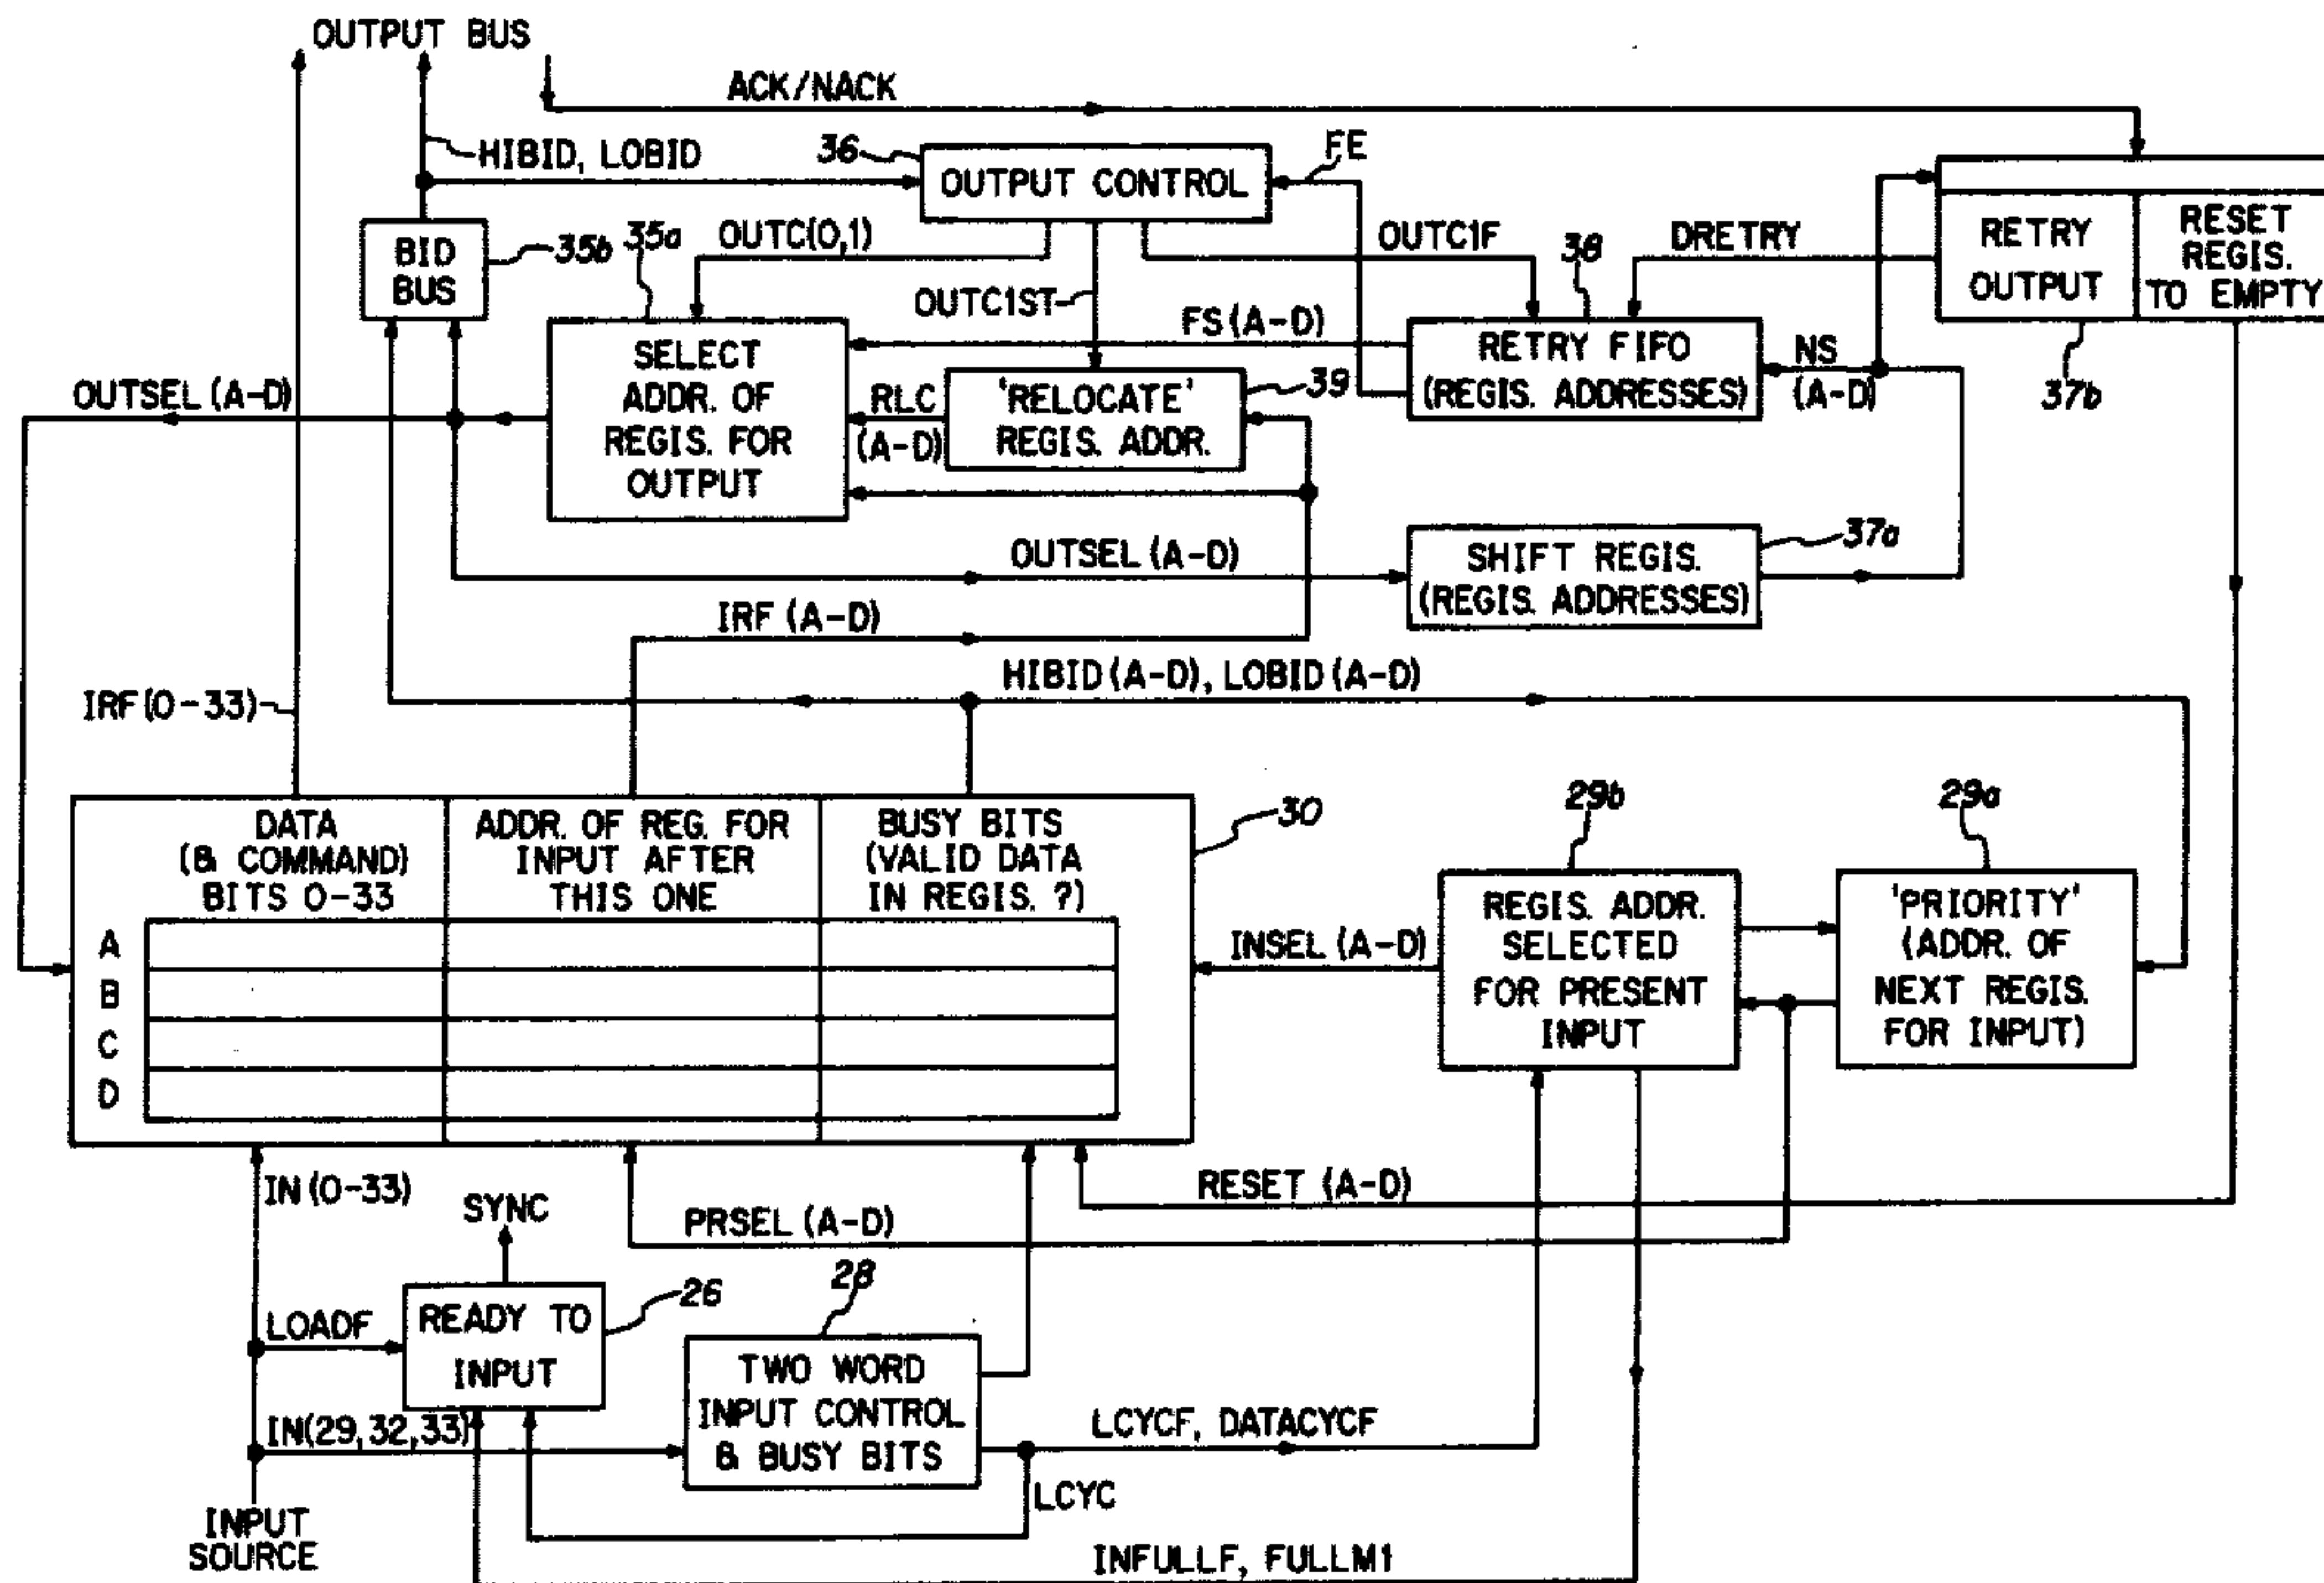 OUTPUT BUS
ACK/NACK
HIBID, LOBID
36
OUTPUT CONTROL
FE
BID
BUS
35b
35a
OUTC(0,1)
OUTC1ST
OUTC1F
38
DRETRY
RETRY
OUTPUT
RESET
REGIS.
TO EMPTY
37b
OUTSEL (A-D)
SELECT
ADDR. OF
REGIS. FOR
OUTPUT
FS (A-D)
RLC
(A-D)
'RELOCATE'
REGIS. ADDR.
39
RETRY FIFO
(REGIS. ADDRESSES)
NS
(A-D)
OUTSEL (A-D)
SHIFT REGIS.
(REGIS. ADDRESSES)
37a
IRF (A-D)
HIBID (A-D), LOBID (A-D)
IRF (0-33)
DATA
(& COMMAND)
BITS 0-33
ADDR. OF REG. FOR
INPUT AFTER
THIS ONE
BUSY BITS
(VALID DATA
IN REGIS. ?)
30
A
B
C
D
INSEL (A-D)
29b
REGIS. ADDR.
SELECTED
FOR PRESENT
INPUT
29a
'PRIORITY'
(ADDR. OF
NEXT REGIS.
FOR INPUT)
IN (0-33)
SYNC
PRSEL (A-D)
RESET (A-D)
LOADF
READY TO
INPUT
26
28
TWO WORD
INPUT CONTROL
& BUSY BITS
IN(29,32,33)
LCYCF, DATACYCF
LCYC
INPUT
SOURCE
INFULLF, FULLM1